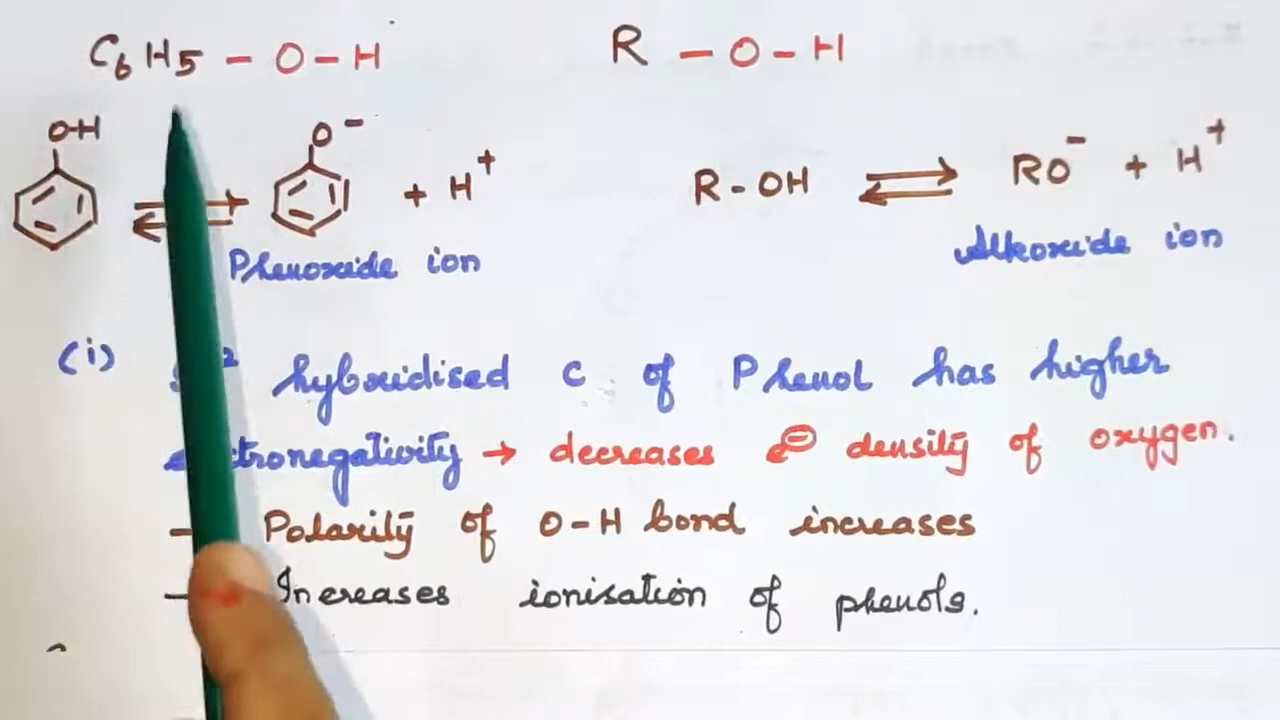 C6H5 - O - H R - O - H
OH O⁻ + H⁺ R - OH ⇌ RO⁻ + H⁺
Phenoxide ion Alkoxide ion
(i) hybridised C of Phenol has higher
→ decreases e⊖ density of oxygen.
- Polarity of O-H bond increases
- Increases ionisation of phenols.